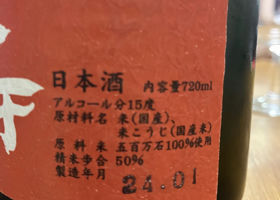 日本酒 内容量720ml
アルコール分15度
原材料名 米(国産)、
米こうじ(国産米)
原料米 五百万石100%使用
精米歩合 50%
製造年月
24.01